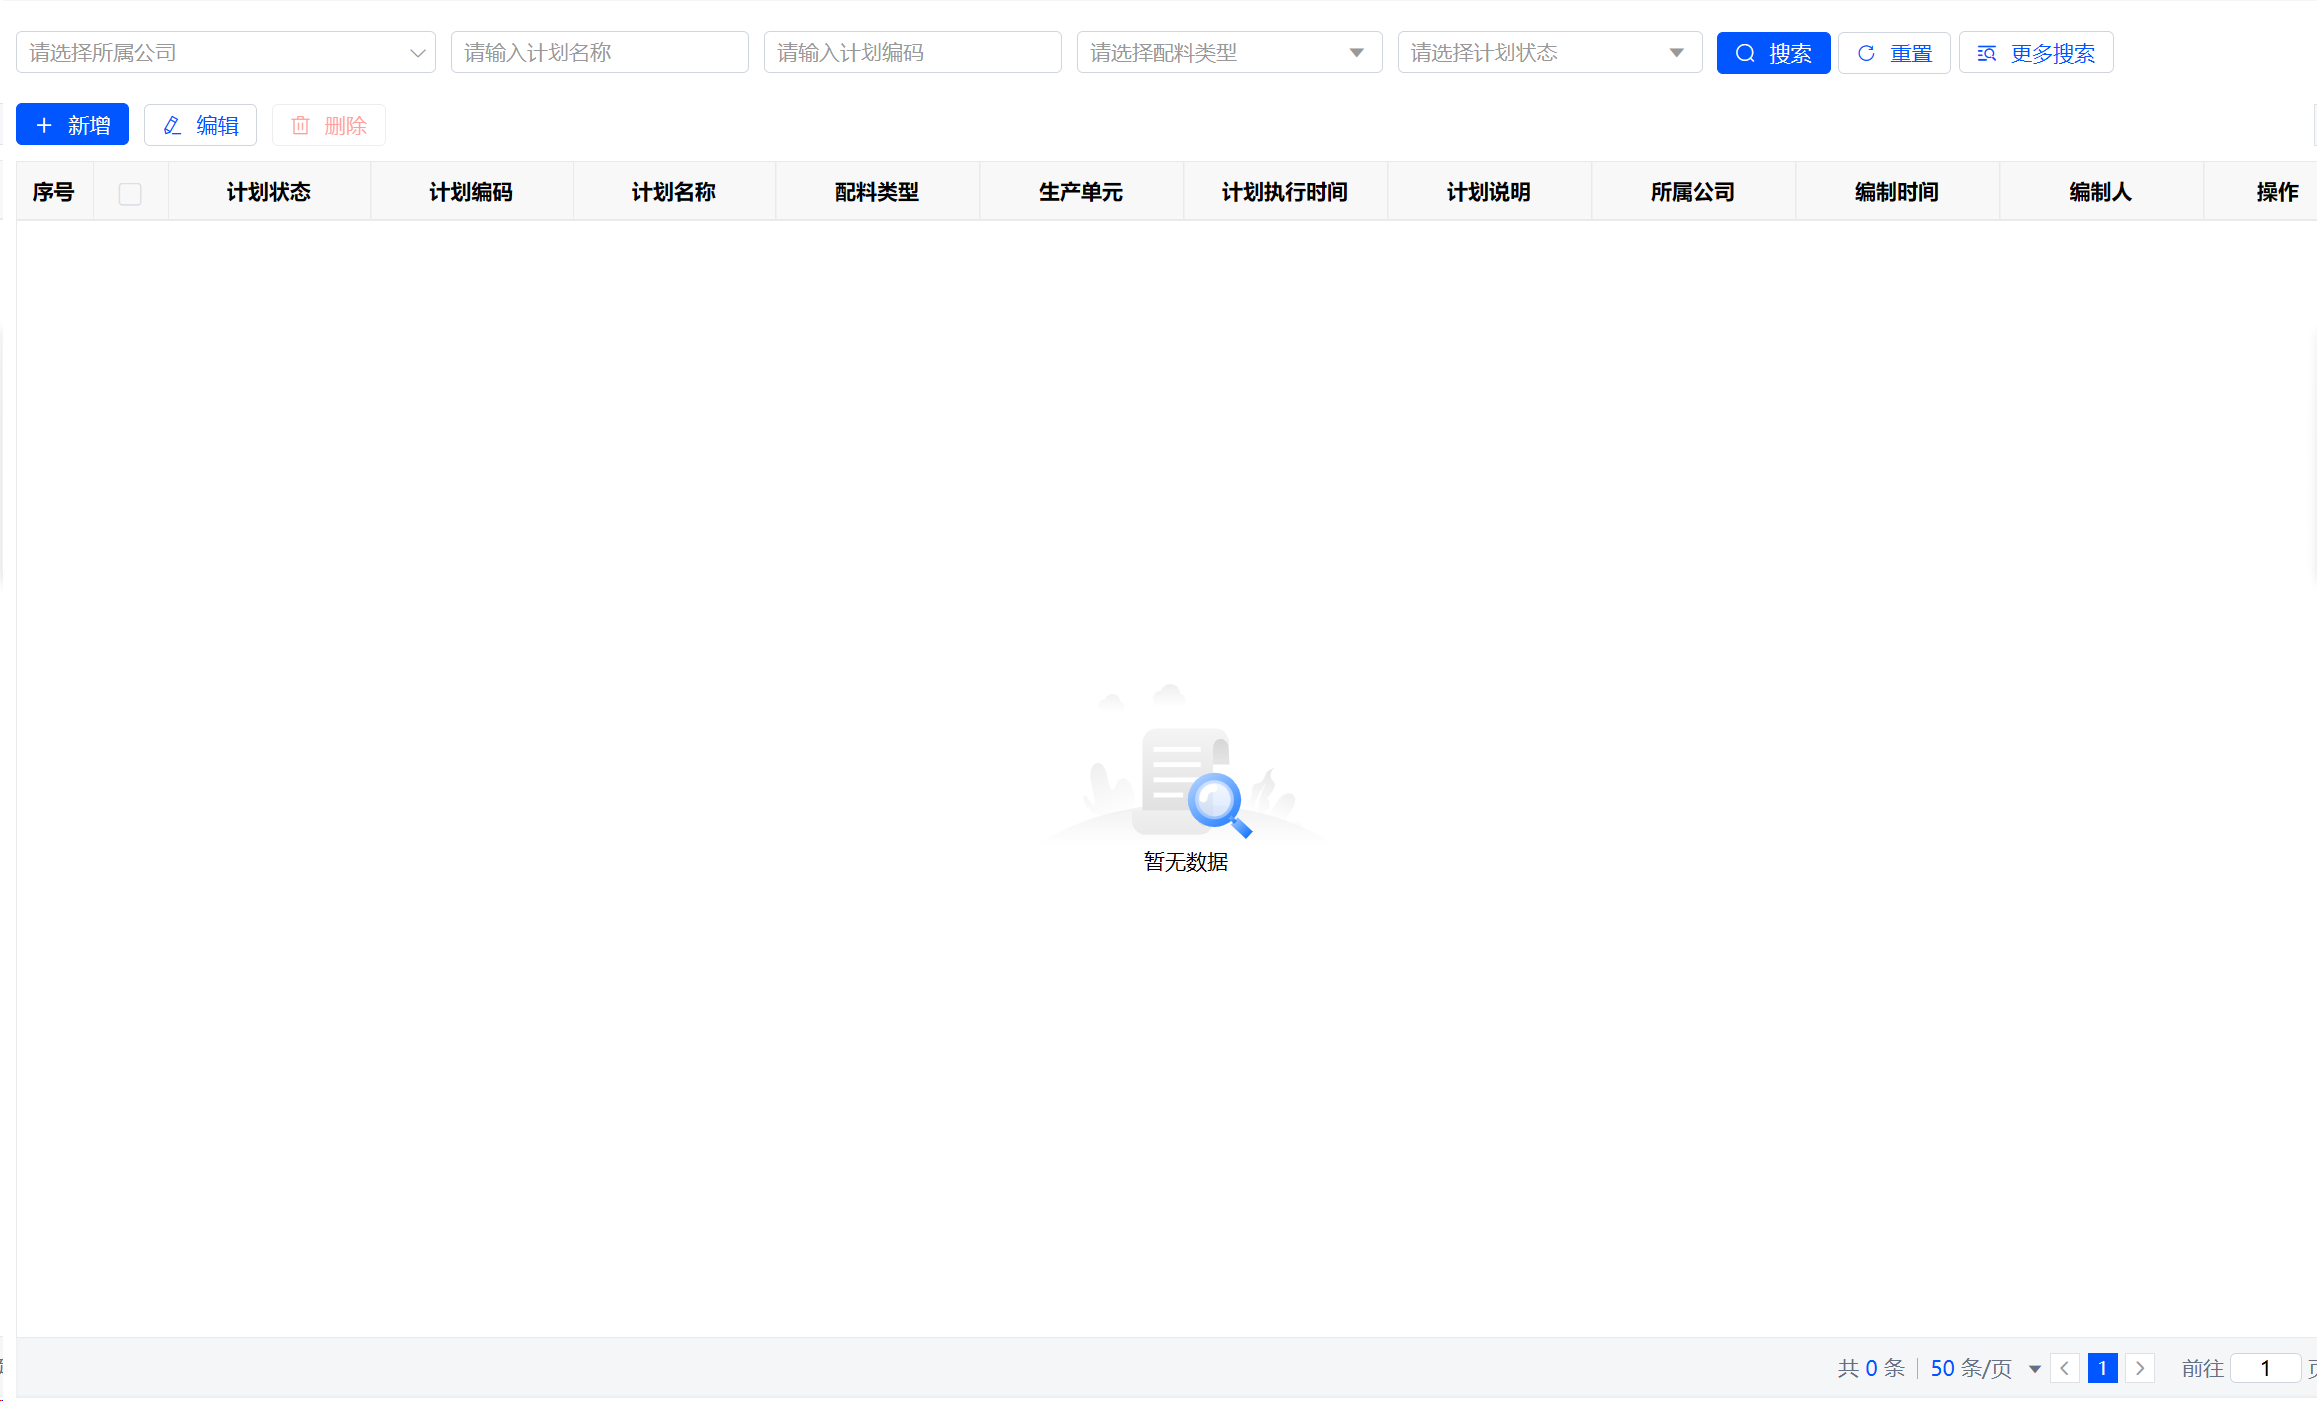 请选择所属公司 请输入计划名称 请输入计划编码 请选择配料类型 请选择计划状态 搜索 重置 更多搜索
新增 编辑 删除
序号 计划状态 计划编码 计划名称 配料类型 生产单元 计划执行时间 计划说明 所属公司 编制时间 编制人 操作
暂无数据
共 0 条 50 条/页 1 前往 1